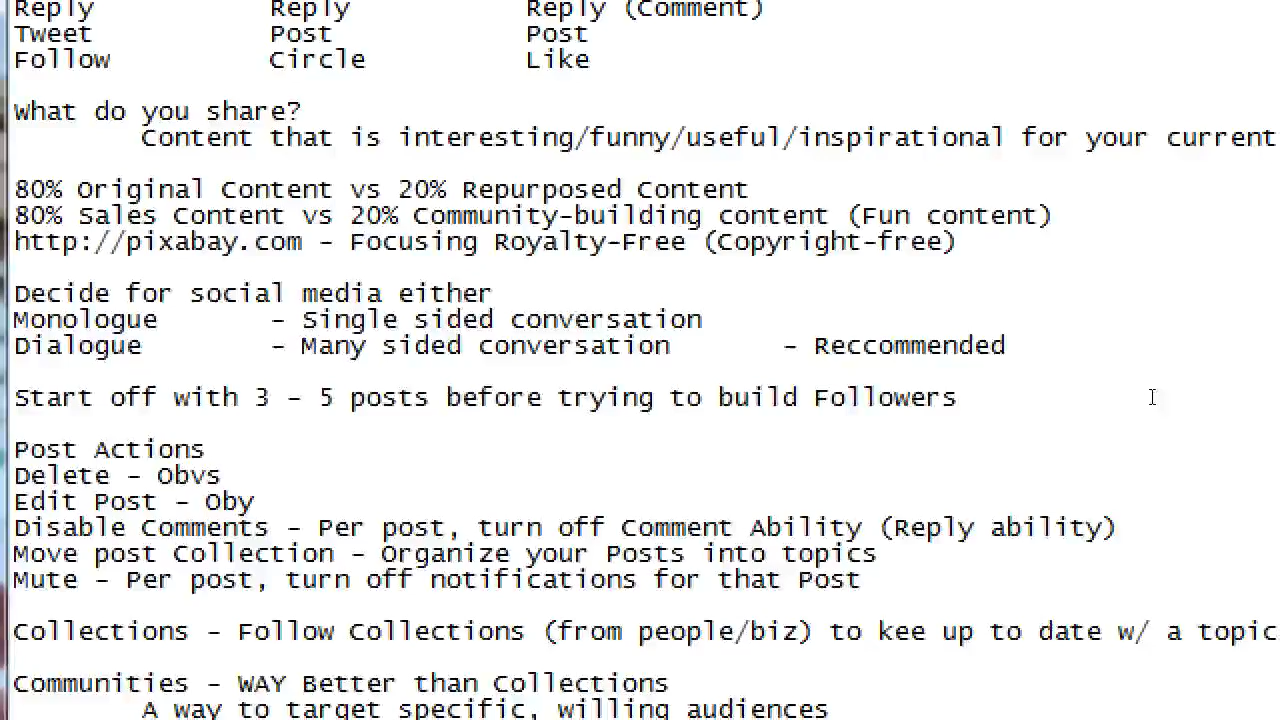 Reply Reply Reply (Comment)
Tweet Post Post
Follow Circle Like
What do you share?
Content that is interesting/funny/useful/inspirational for your current
80% Original Content vs 20% Repurposed Content
80% Sales Content vs 20% Community-building content (Fun content)
http://pixabay.com - Focusing Royalty-Free (Copyright-free)
Decide for social media either
Monologue - Single sided conversation
Dialogue - Many sided conversation - Reccommended
Start off with 3 - 5 posts before trying to build Followers
Post Actions
Delete - Obvs
Edit Post - Oby
Disable Comments - Per post, turn off Comment Ability (Reply ability)
Move post Collection - Organize your Posts into topics
Mute - Per post, turn off notifications for that Post
Collections - Follow Collections (from people/biz) to kee up to date w/ a topic
Communities - WAY Better than Collections
A way to target specific, willing audiences